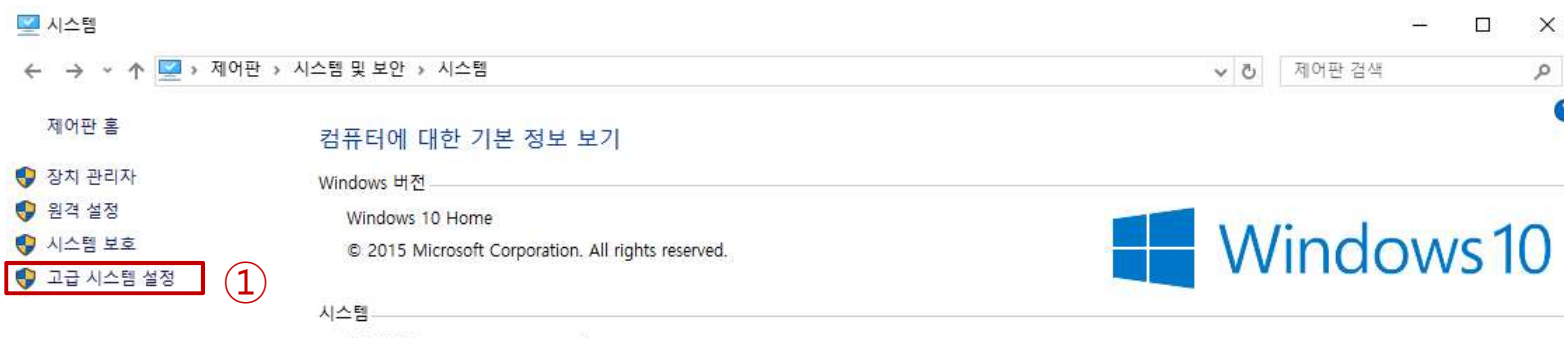 시스템
제어판 > 시스템 및 보안 > 시스템
제어판 검색
제어판 홈
장치 관리자
원격 설정
시스템 보호
고급 시스템 설정
①
컴퓨터에 대한 기본 정보 보기
Windows 버전
Windows 10 Home
© 2015 Microsoft Corporation. All rights reserved.
Windows 10
시스템